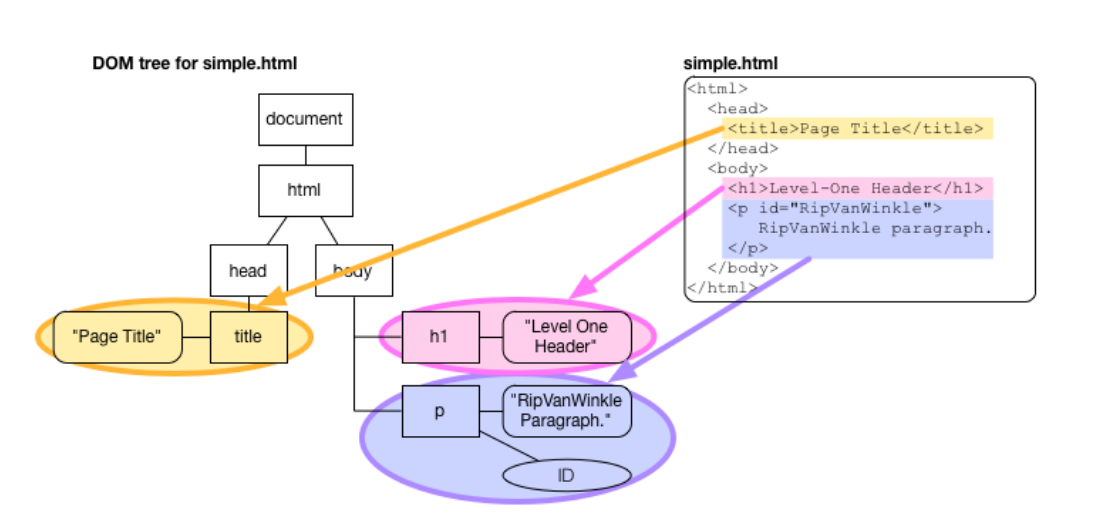 DOM tree for simple.html
document
html
head
body
"Page Title"
title
h1
"Level One
Header"
p
"RipVanWinkle
Paragraph."
ID
simple.html
<html>
<head>
<title>Page Title</title>
</head>
<body>
<h1>Level-One Header</h1>
<p id="RipVanWinkle">
RipVanWinkle paragraph.
</p>
</body>
</html>